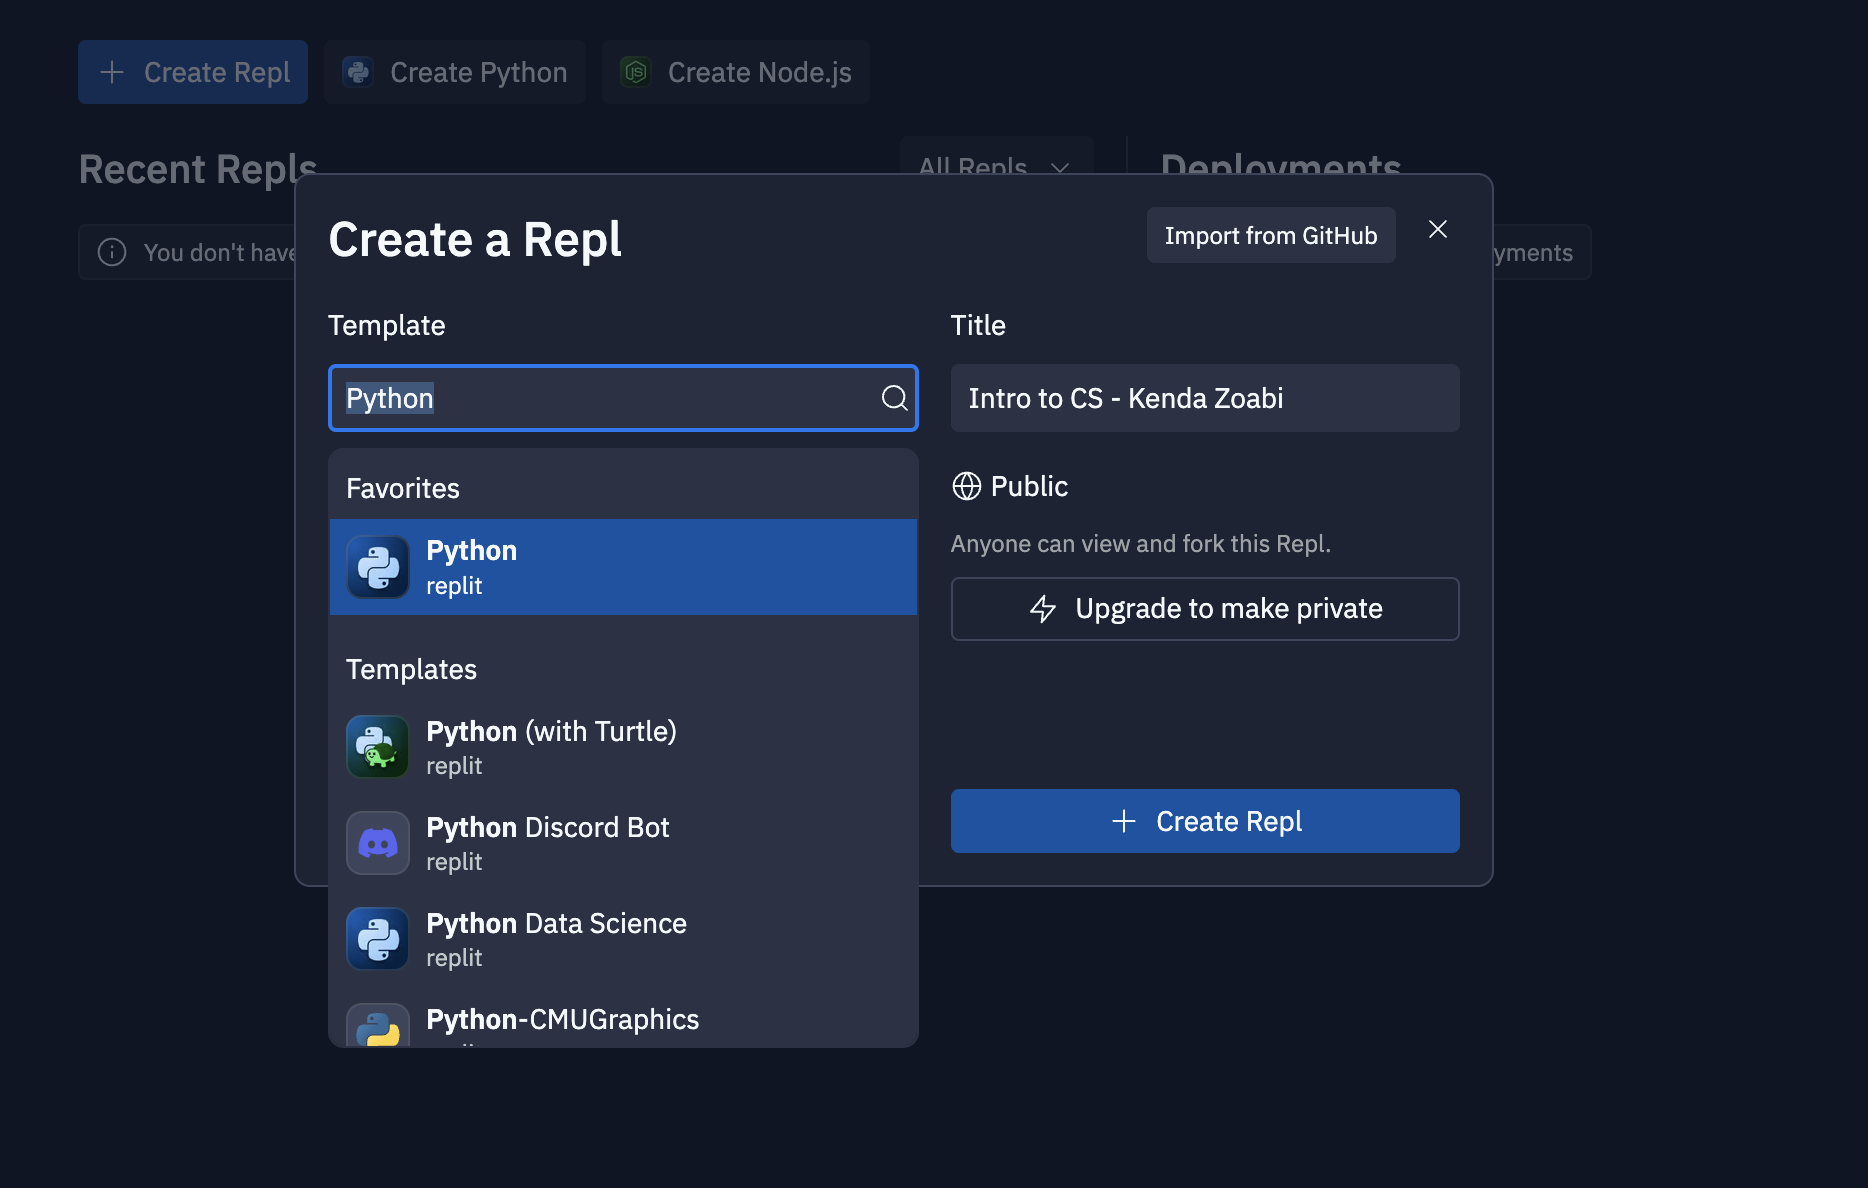 Create Repl
Create Python
Create Node.js
Recent Repls
All Repls
Deployments
You don't have
yments
Create a Repl
Import from GitHub
Template
Python
Favorites
Python
replit
Templates
Python (with Turtle)
replit
Python Discord Bot
replit
Python Data Science
replit
Python-CMUGraphics
Title
Intro to CS - Kenda Zoabi
Public
Anyone can view and fork this Repl.
Upgrade to make private
Create Repl